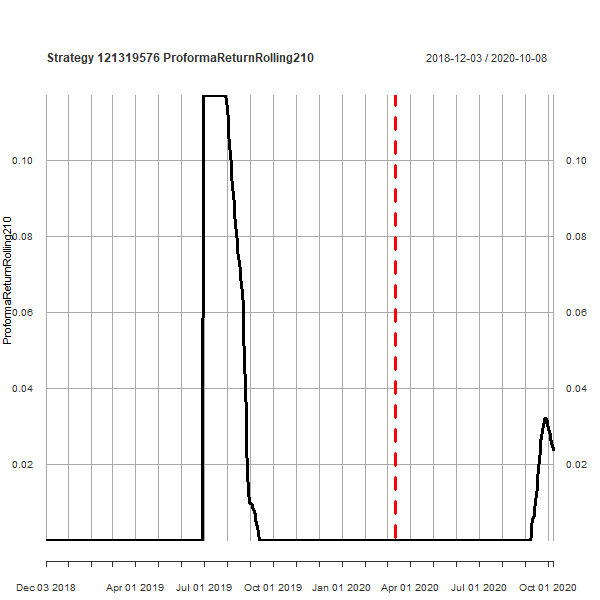 Strategy 121319576 ProformaReturnRolling210
2018-12-03 / 2020-10-08
0.10 0.10
0.08 0.08
0.06 0.06
0.04 0.04
0.02 0.02
ProformaReturnRolling210
Dec 03 2018 Apr 01 2019 Jul 01 2019 Oct 01 2019 Jan 01 2020 Apr 01 2020 Jul 01 2020 Oct 01 2020